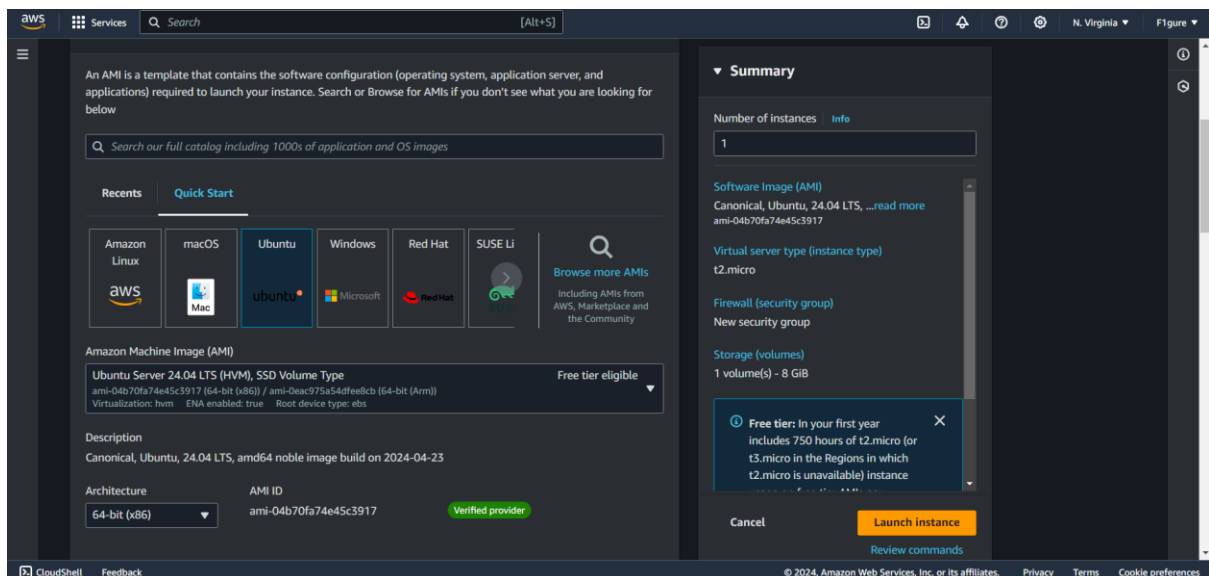 aws
Services
Search
[Alt+S]
N. Virginia
F1gure
An AMI is a template that contains the software configuration (operating system, application server, and
applications) required to launch your instance. Search or Browse for AMIs if you don't see what you are looking for
below
Search our full catalog including 1000s of application and OS images
Recents
Quick Start
Amazon
Linux
aws
macOS
Mac
Ubuntu
ubuntu
Windows
Microsoft
Red Hat
Red Hat
SUSE Li
Browse more AMIs
Including AMIs from
AWS, Marketplace and
the Community
Amazon Machine Image (AMI)
Ubuntu Server 24.04 LTS (HVM), SSD Volume Type
Free tier eligible
ami-04b70fa74e45c3917 (64-bit (x86)) / ami-0eac975a54dfee8cb (64-bit (Arm))
Virtualization: hvm ENA enabled: true Root device type: ebs
Description
Canonical, Ubuntu, 24.04 LTS, amd64 noble image build on 2024-04-23
Architecture
AMI ID
64-bit (x86)
ami-04b70fa74e45c3917
Verified provider
Summary
Number of instances
Info
1
Software Image (AMI)
Canonical, Ubuntu, 24.04 LTS, ...read more
ami-04b70fa74e45c3917
Virtual server type (instance type)
t2.micro
Firewall (security group)
New security group
Storage (volumes)
1 volume(s) - 8 GiB
Free tier: In your first year
includes 750 hours of t2.micro (or
t3.micro in the Regions in which
t2.micro is unavailable) instance
Cancel
Launch instance
Review commands
CloudShell
Feedback
© 2024, Amazon Web Services, Inc. or its affiliates.
Privacy
Terms
Cookie preferences